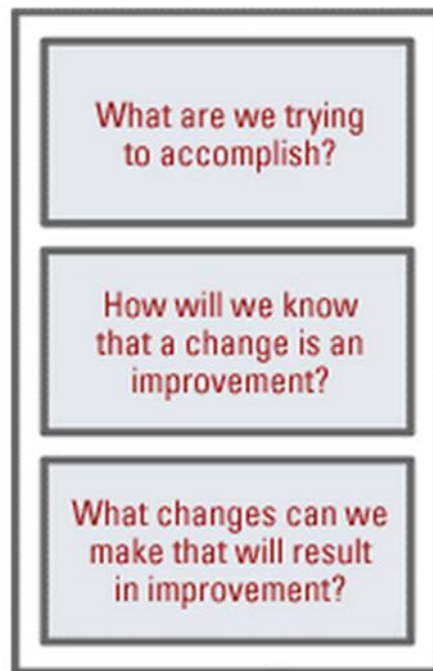 What are we trying
to accomplish?
How will we know
that a change is an
improvement?
What changes can we
make that will result
in improvement?